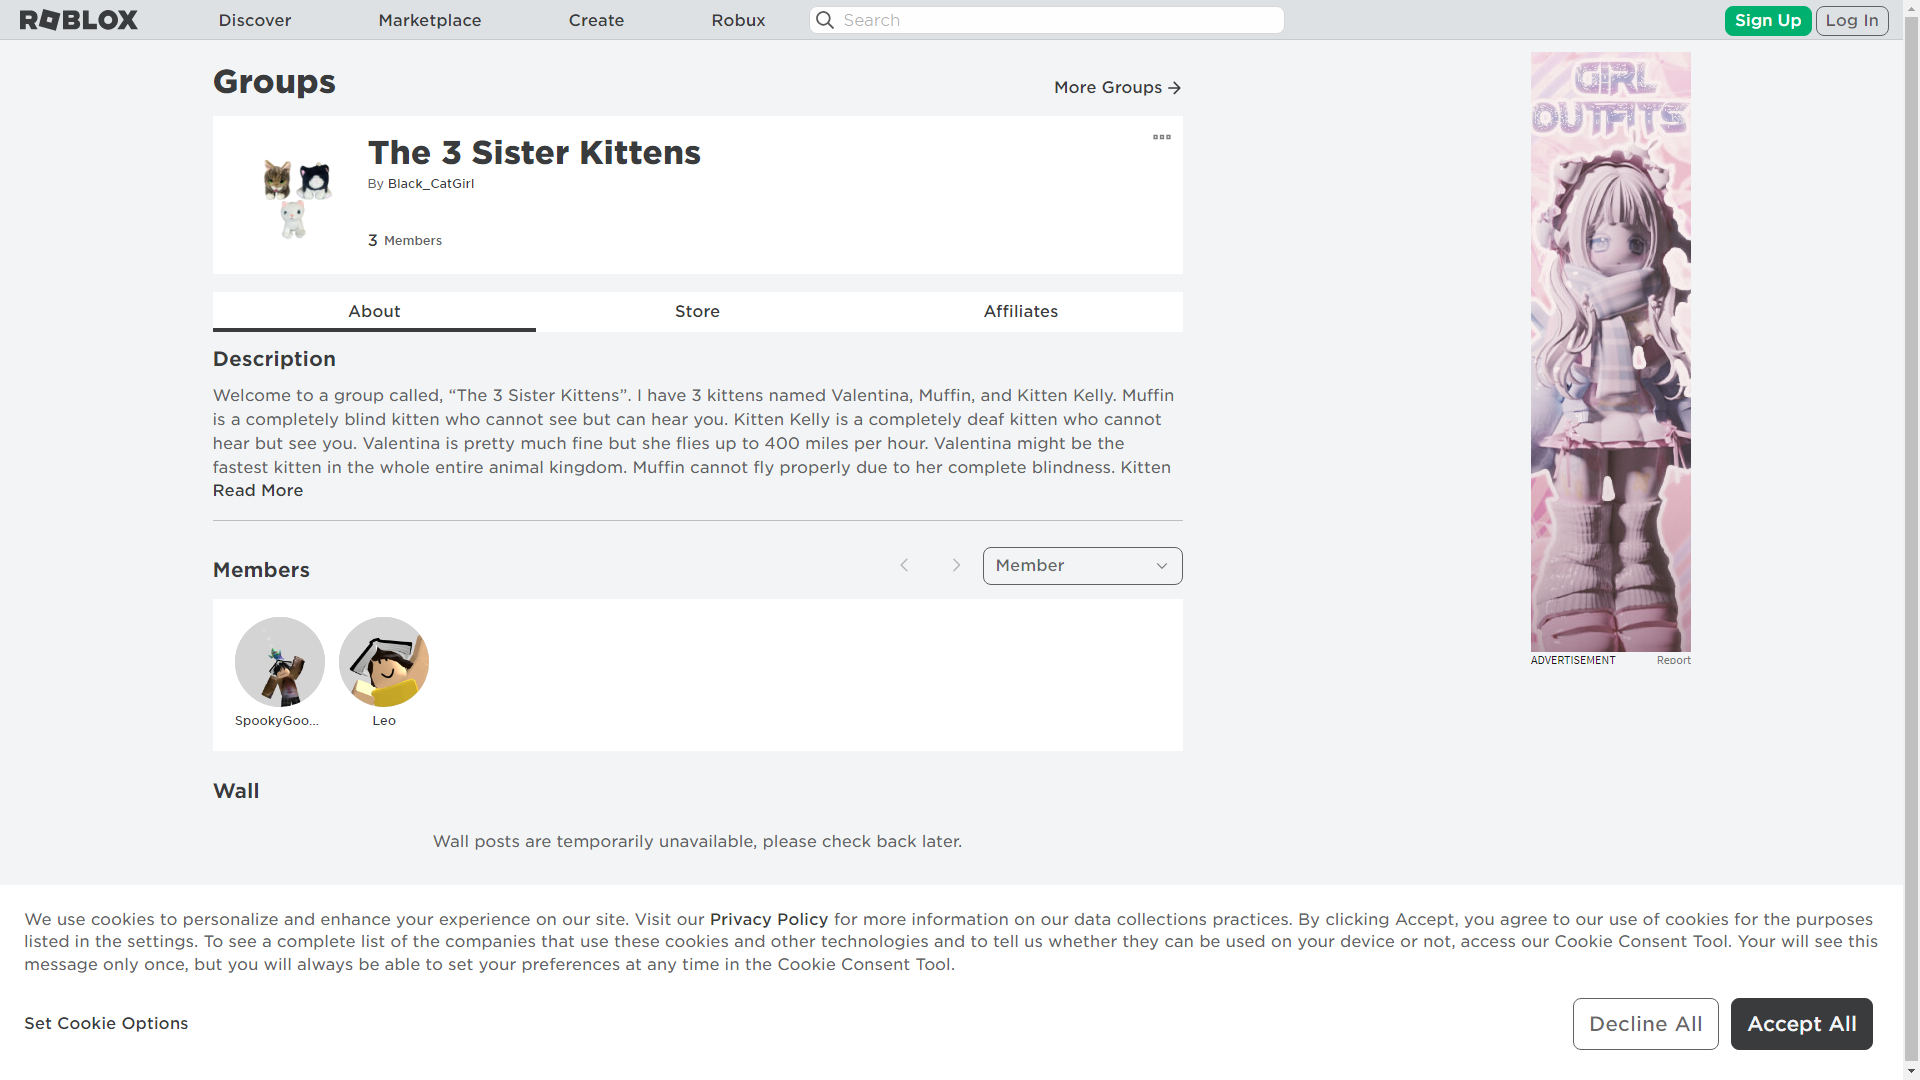 ROBLOX
Discover
Marketplace
Create
Robux
Search
Sign Up
Log In
Groups
More Groups
The 3 Sister Kittens
By Black_CatGirl
3 Members
About
Store
Affiliates
Description
Welcome to a group called, “The 3 Sister Kittens”. I have 3 kittens named Valentina, Muffin, and Kitten Kelly. Muffin
is a completely blind kitten who cannot see but can hear you. Kitten Kelly is a completely deaf kitten who cannot
hear but see you. Valentina is pretty much fine but she flies up to 400 miles per hour. Valentina might be the
fastest kitten in the whole entire animal kingdom. Muffin cannot fly properly due to her complete blindness. Kitten
Read More
Members
Member
SpookyGoo...
Leo
Wall
Wall posts are temporarily unavailable, please check back later.
GIRL
OUTFITS
ADVERTISEMENT
Report
We use cookies to personalize and enhance your experience on our site. Visit our Privacy Policy for more information on our data collections practices. By clicking Accept, you agree to our use of cookies for the purposes
listed in the settings. To see a complete list of the companies that use these cookies and other technologies and to tell us whether they can be used on your device or not, access our Cookie Consent Tool. Your will see this
message only once, but you will always be able to set your preferences at any time in the Cookie Consent Tool.
Set Cookie Options
Decline All
Accept All